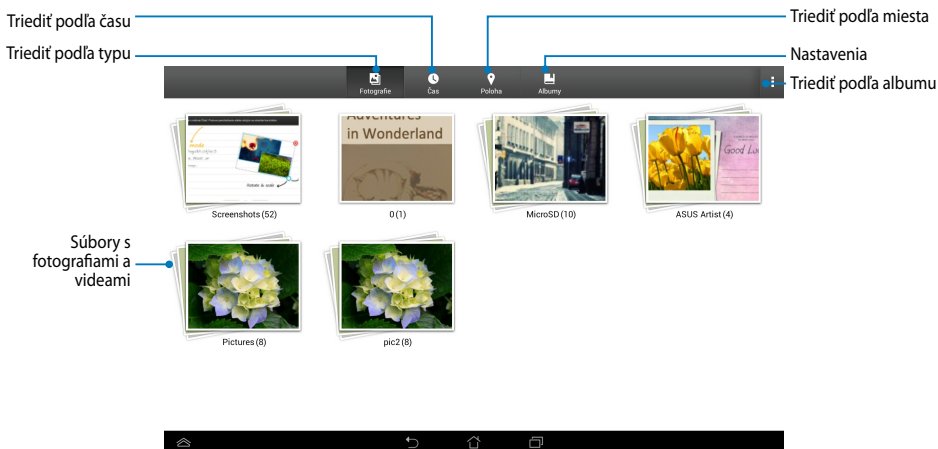 Triediť podľa času
Triediť podľa typu
Triediť podľa miesta
Nastavenia
Triediť podľa albumu
Fotografie
Čas
Poloha
Albumy
Adventures
in Wonderland
Good Lu
Rotate & scale
Screenshots (52)
0 (1)
MicroSD (10)
ASUS Artist (4)
Súbory s
fotografiami a
videami
Pictures (8)
pic2 (8)